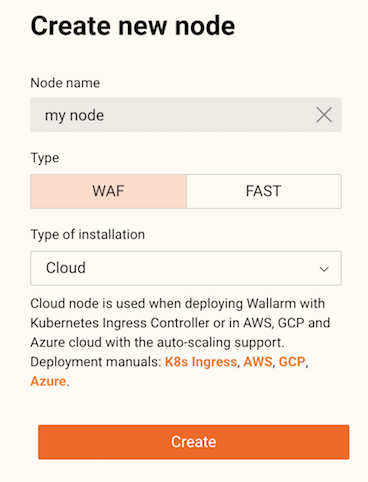 Create new node
Node name
my node
Type
WAF
FAST
Type of installation
Cloud
Cloud node is used when deploying Wallarm with
Kubernetes Ingress Controller or in AWS, GCP and
Azure cloud with the auto-scaling support.
Deployment manuals: K8s Ingress, AWS, GCP,
Azure.
Create